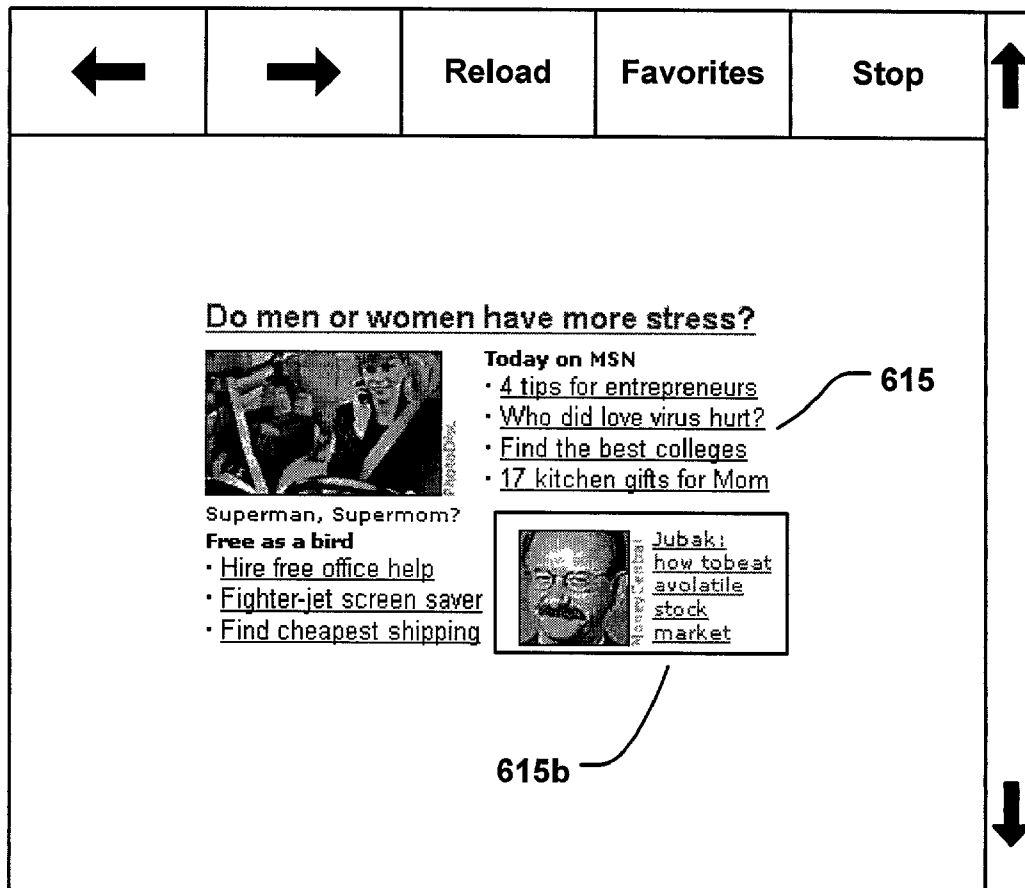 Reload Favorites Stop
Do men or women have more stress?
PhotoDisc
Superman, Supermom?
Free as a bird
· Hire free office help
· Fighter-jet screen saver
· Find cheapest shipping
Today on MSN
· 4 tips for entrepreneurs
· Who did love virus hurt?
· Find the best colleges
· 17 kitchen gifts for Mom
615
MoneyCentral
Jubak:
how tobeat
avolatile
stock
market
615b